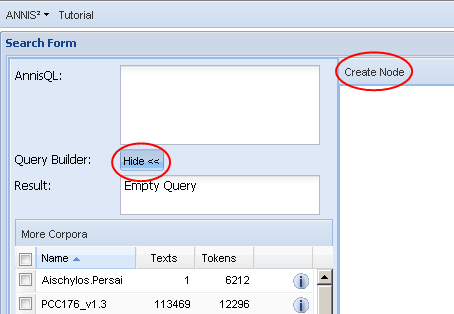 ANNIS² Tutorial
Search Form
AnnisQL:
Create Node
Query Builder: Hide <<
Result: Empty Query
More Corpora
Name Texts Tokens
Aischylos.Persai 1 6212
PCC176_v1.3 113469 12296